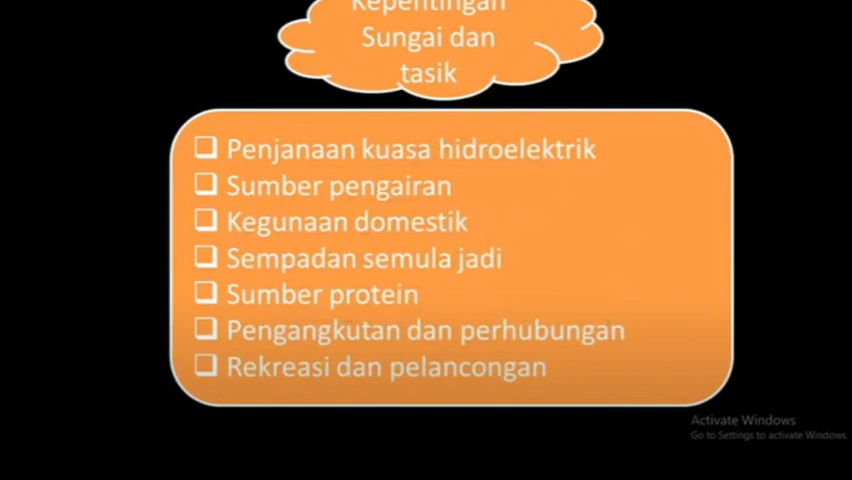 Kepentingan
Sungai dan
tasik
Penjanaan kuasa hidroelektrik
Sumber pengairan
Kegunaan domestik
Sempadan semula jadi
Sumber protein
Pengangkutan dan perhubungan
Rekreasi dan pelancongan
Activate Windows
Go to Settings to activate Windows.